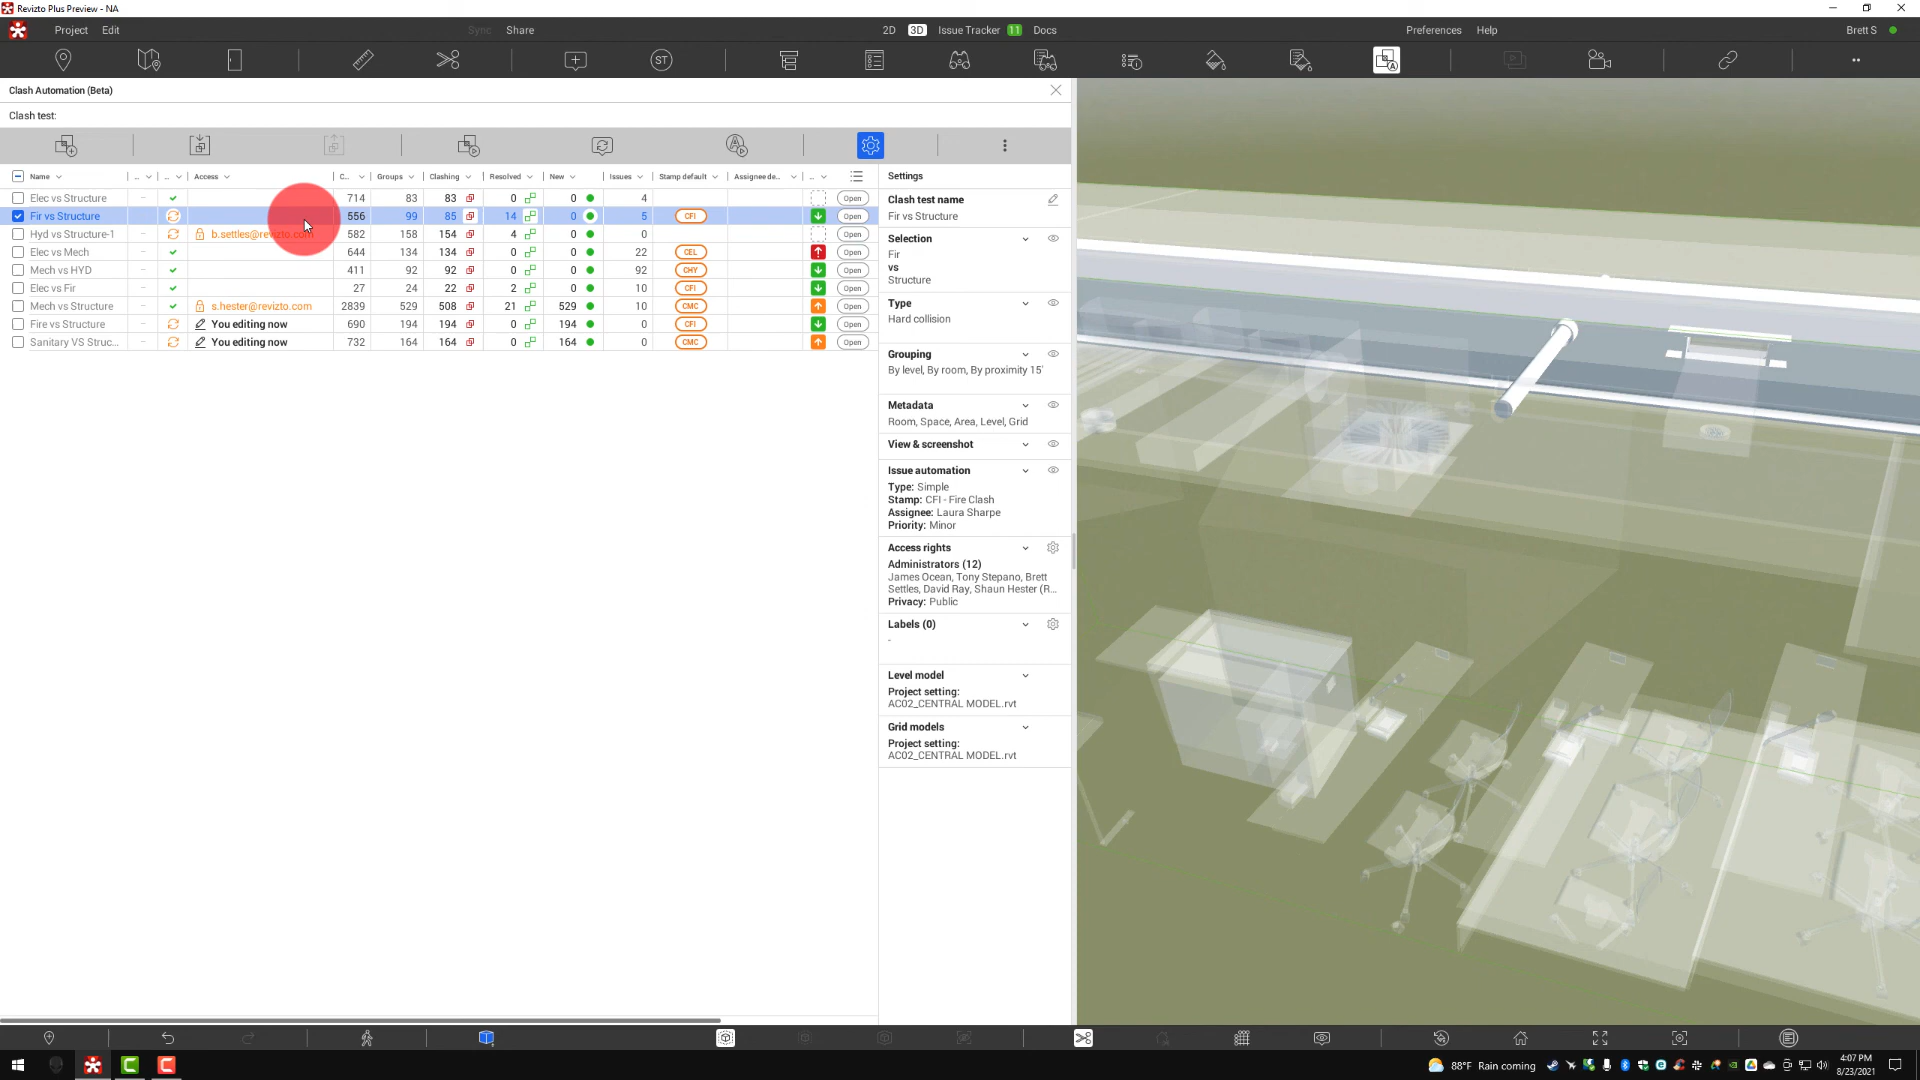 Revizto Plus Preview - NA
Project Edit Sync Share 2D 3D Issue Tracker 11 Docs Preferences Help Brett S
ST
Clash Automation (Beta)
Clash test:
Name Access C... Groups Clashing Resolved New Issues Stamp default Assignee de... Settings
Elec vs Structure 714 83 83 0 0 4 Open
Fir vs Structure 556 99 85 14 0 5 CFI Open
Hyd vs Structure-1 b.settles@revizto.com 582 158 154 4 0 0 Open
Elec vs Mech 644 134 134 0 0 22 CEL Open
Mech vs HYD 411 92 92 0 0 92 CHY Open
Elec vs Fir 27 24 22 2 0 10 CFI Open
Mech vs Structure s.hester@revizto.com 2839 529 508 21 529 10 CMC Open
Fire vs Structure You editing now 690 194 194 0 194 0 CFI Open
Sanitary VS Struc... You editing now 732 164 164 0 164 0 CMC Open
Clash test name
Fir vs Structure
Selection
Fir
vs
Structure
Type
Hard collision
Grouping
By level, By room, By proximity 15'
Metadata
Room, Space, Area, Level, Grid
View & screenshot
Issue automation
Type: Simple
Stamp: CFI - Fire Clash
Assignee: Laura Sharpe
Priority: Minor
Access rights
Administrators (12)
James Ocean, Tony Stepano, Brett
Settles, David Ray, Shaun Hester (R...
Privacy: Public
Labels (0)
-
Level model
Project setting:
AC02_CENTRAL MODEL.rvt
Grid models
Project setting:
AC02_CENTRAL MODEL.rvt
88°F Rain coming
4:07 PM
8/23/2021